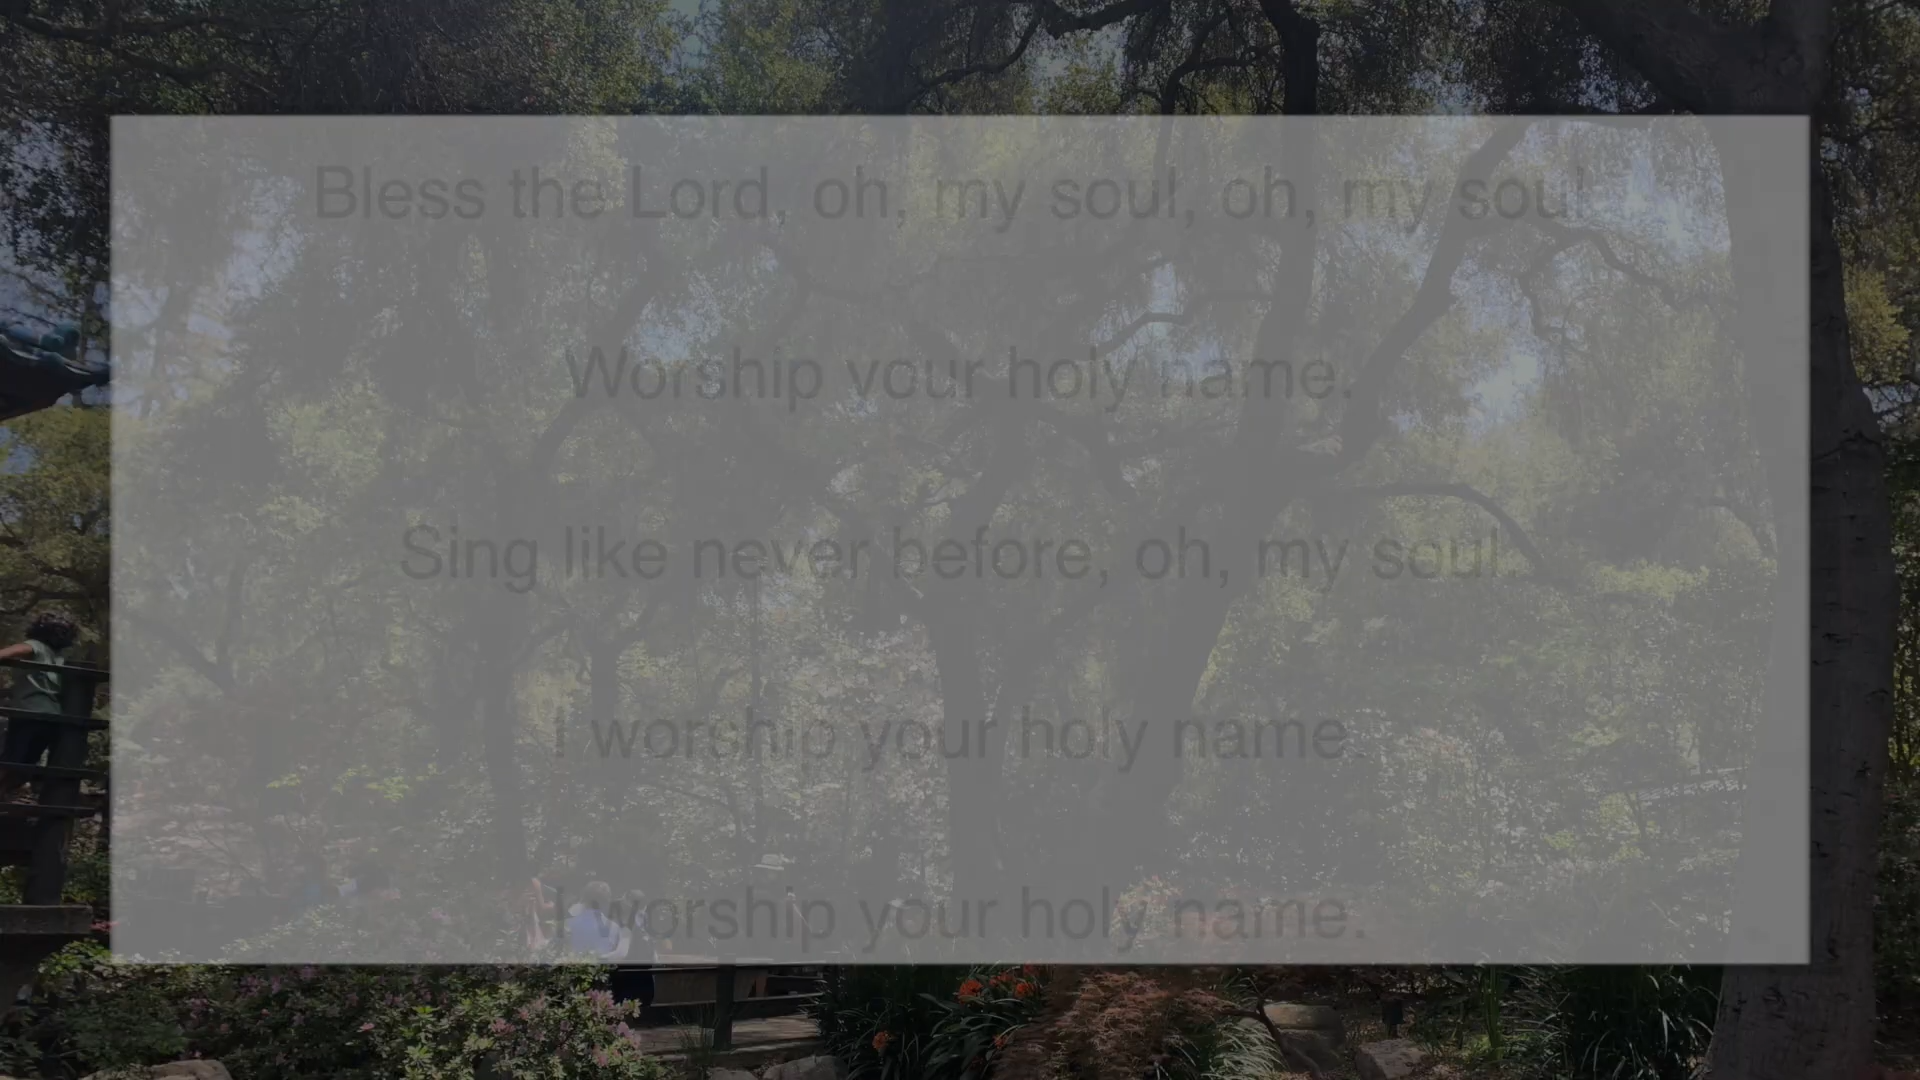 Bless the Lord, oh, my soul, oh, my soul
Worship your holy name.
Sing like never before, oh, my soul.
I worship your holy name.
I worship your holy name.